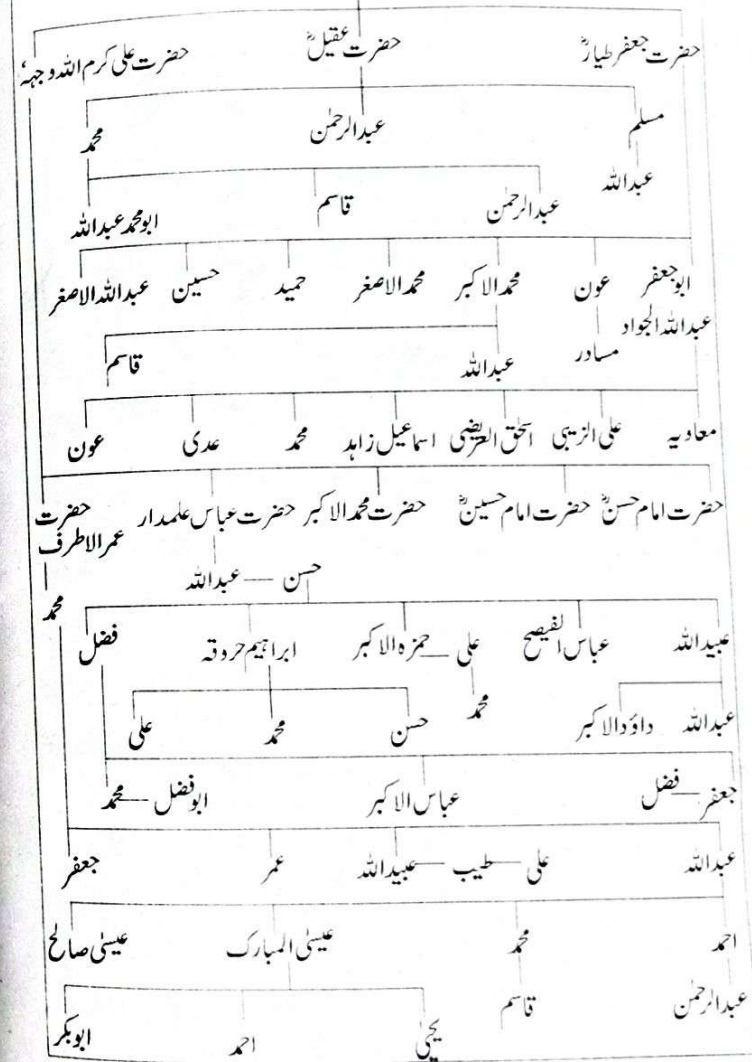 حضرت جعفر طیارؓ حضرت عقیلؓ حضرت علی کرم اللہ وجہہ
مسلم عبدالرحمٰن محمد
عبداللہ
عبدالرحمٰن قاسم ابومحمد عبداللہ
ابوجعفر عون محمد الاکبر محمد الاصغر حمید حسین عبداللہ الاصغر
عبداللہ الجواد مساور
عبداللہ قاسم
معاویہ علی الزینبی اسحٰق العریضی اسماعیل زاہد محمد عدی عون
حضرت امام حسنؓ حضرت امام حسینؓ حضرت محمد الاکبر حضرت عباس علمدار حضرت
عمر الاطرف
حسن — عبداللہ
محمد
عبیداللہ عباس الفیصح علی — حمزہ الاکبر ابراہیم حروقہ فضل
عبداللہ داؤد الاکبر محمد حسن محمد علی
جعفر — فضل عباس الاکبر ابوفضل — محمد
عبداللہ علی — طیب — عبیداللہ عمر جعفر
احمد محمد عیسیٰ المبارک عیسیٰ صالح
عبدالرحمٰن قاسم
یحییٰ احمد ابوبکر